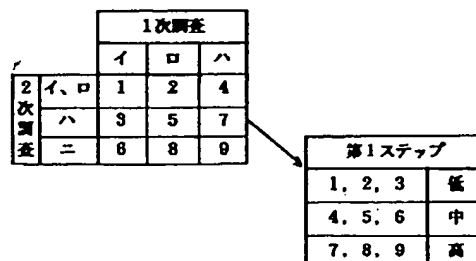 1次調査
イ ロ ハ
2次調査
イ、ロ 1 2 4
ハ 3 5 7
ニ 6 8 9
第1ステップ
1, 2, 3 低
4, 5, 6 中
7, 8, 9 高